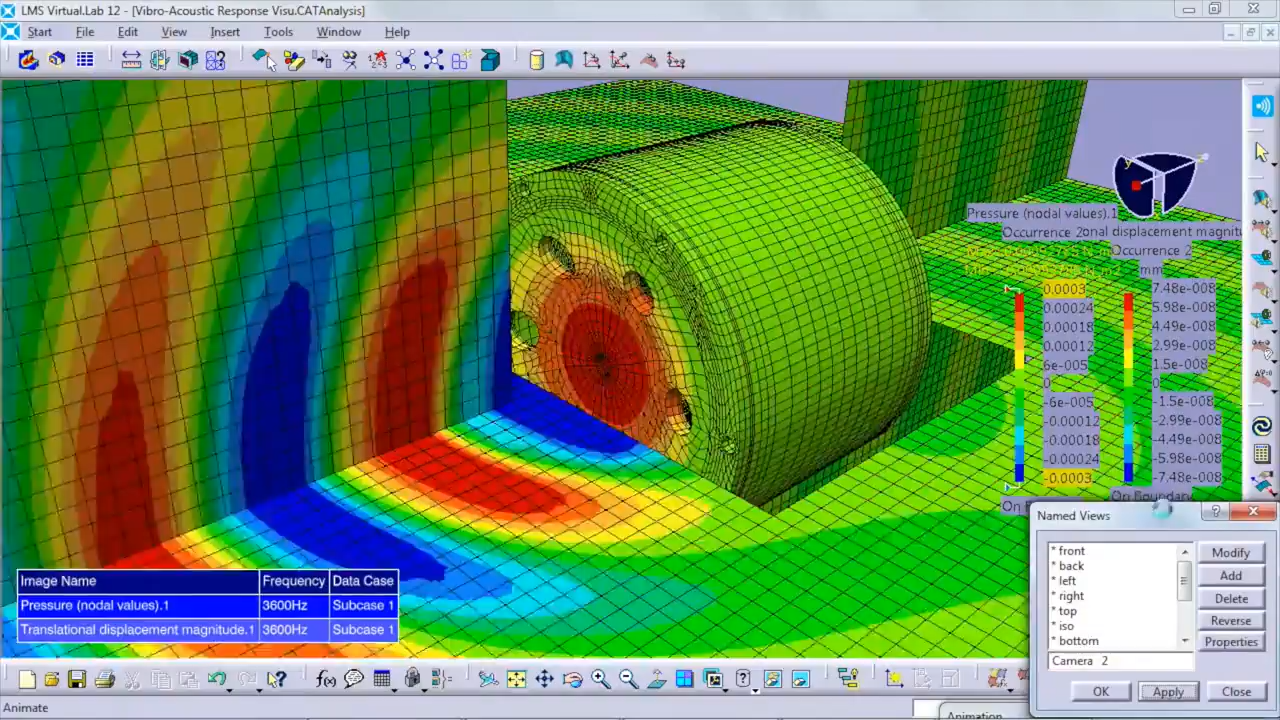 LMS Virtual.Lab 12 - [Vibro-Acoustic Response Visu.CATAnalysis]
Start File Edit View Insert Tools Window Help
Pressure (nodal values).1
Occurrence 2
onal displacement magnitu
Occurrence 2
mm
0.0003 7.48e-008
0.00024 5.98e-008
0.00018 4.49e-008
0.00012 2.99e-008
6e-005 1.5e-008
0 0
-6e-005 -1.5e-008
-0.00012 -2.99e-008
-0.00018 -4.49e-008
-0.00024 -5.98e-008
-0.0003 -7.48e-008
On Boundary
Named Views
* front
* back
* left
* right
* top
* iso
* bottom
Camera 2
Modify
Add
Delete
Reverse
Properties
OK Apply Close
Image Name Frequency Data Case
Pressure (nodal values).1 3600Hz Subcase 1
Translational displacement magnitude.1 3600Hz Subcase 1
Animate
Animation